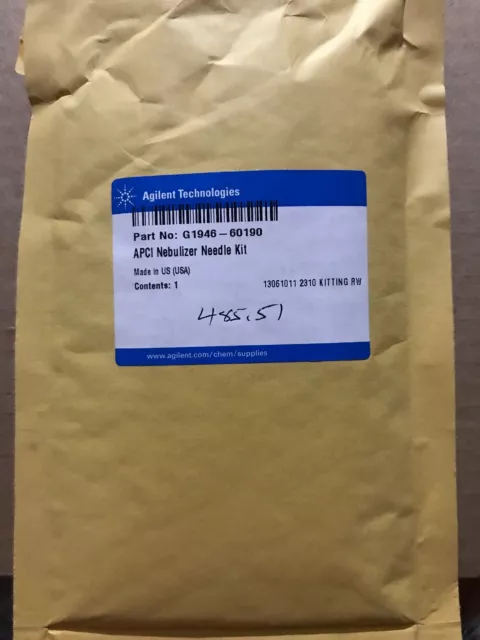 Agilent Technologies
Part No: G1946-60190
APCI Nebulizer Needle Kit
Made in US (USA)
Contents: 1
13061011 2310 KITTING RW
485.51
www.agilent.com/chem/supplies